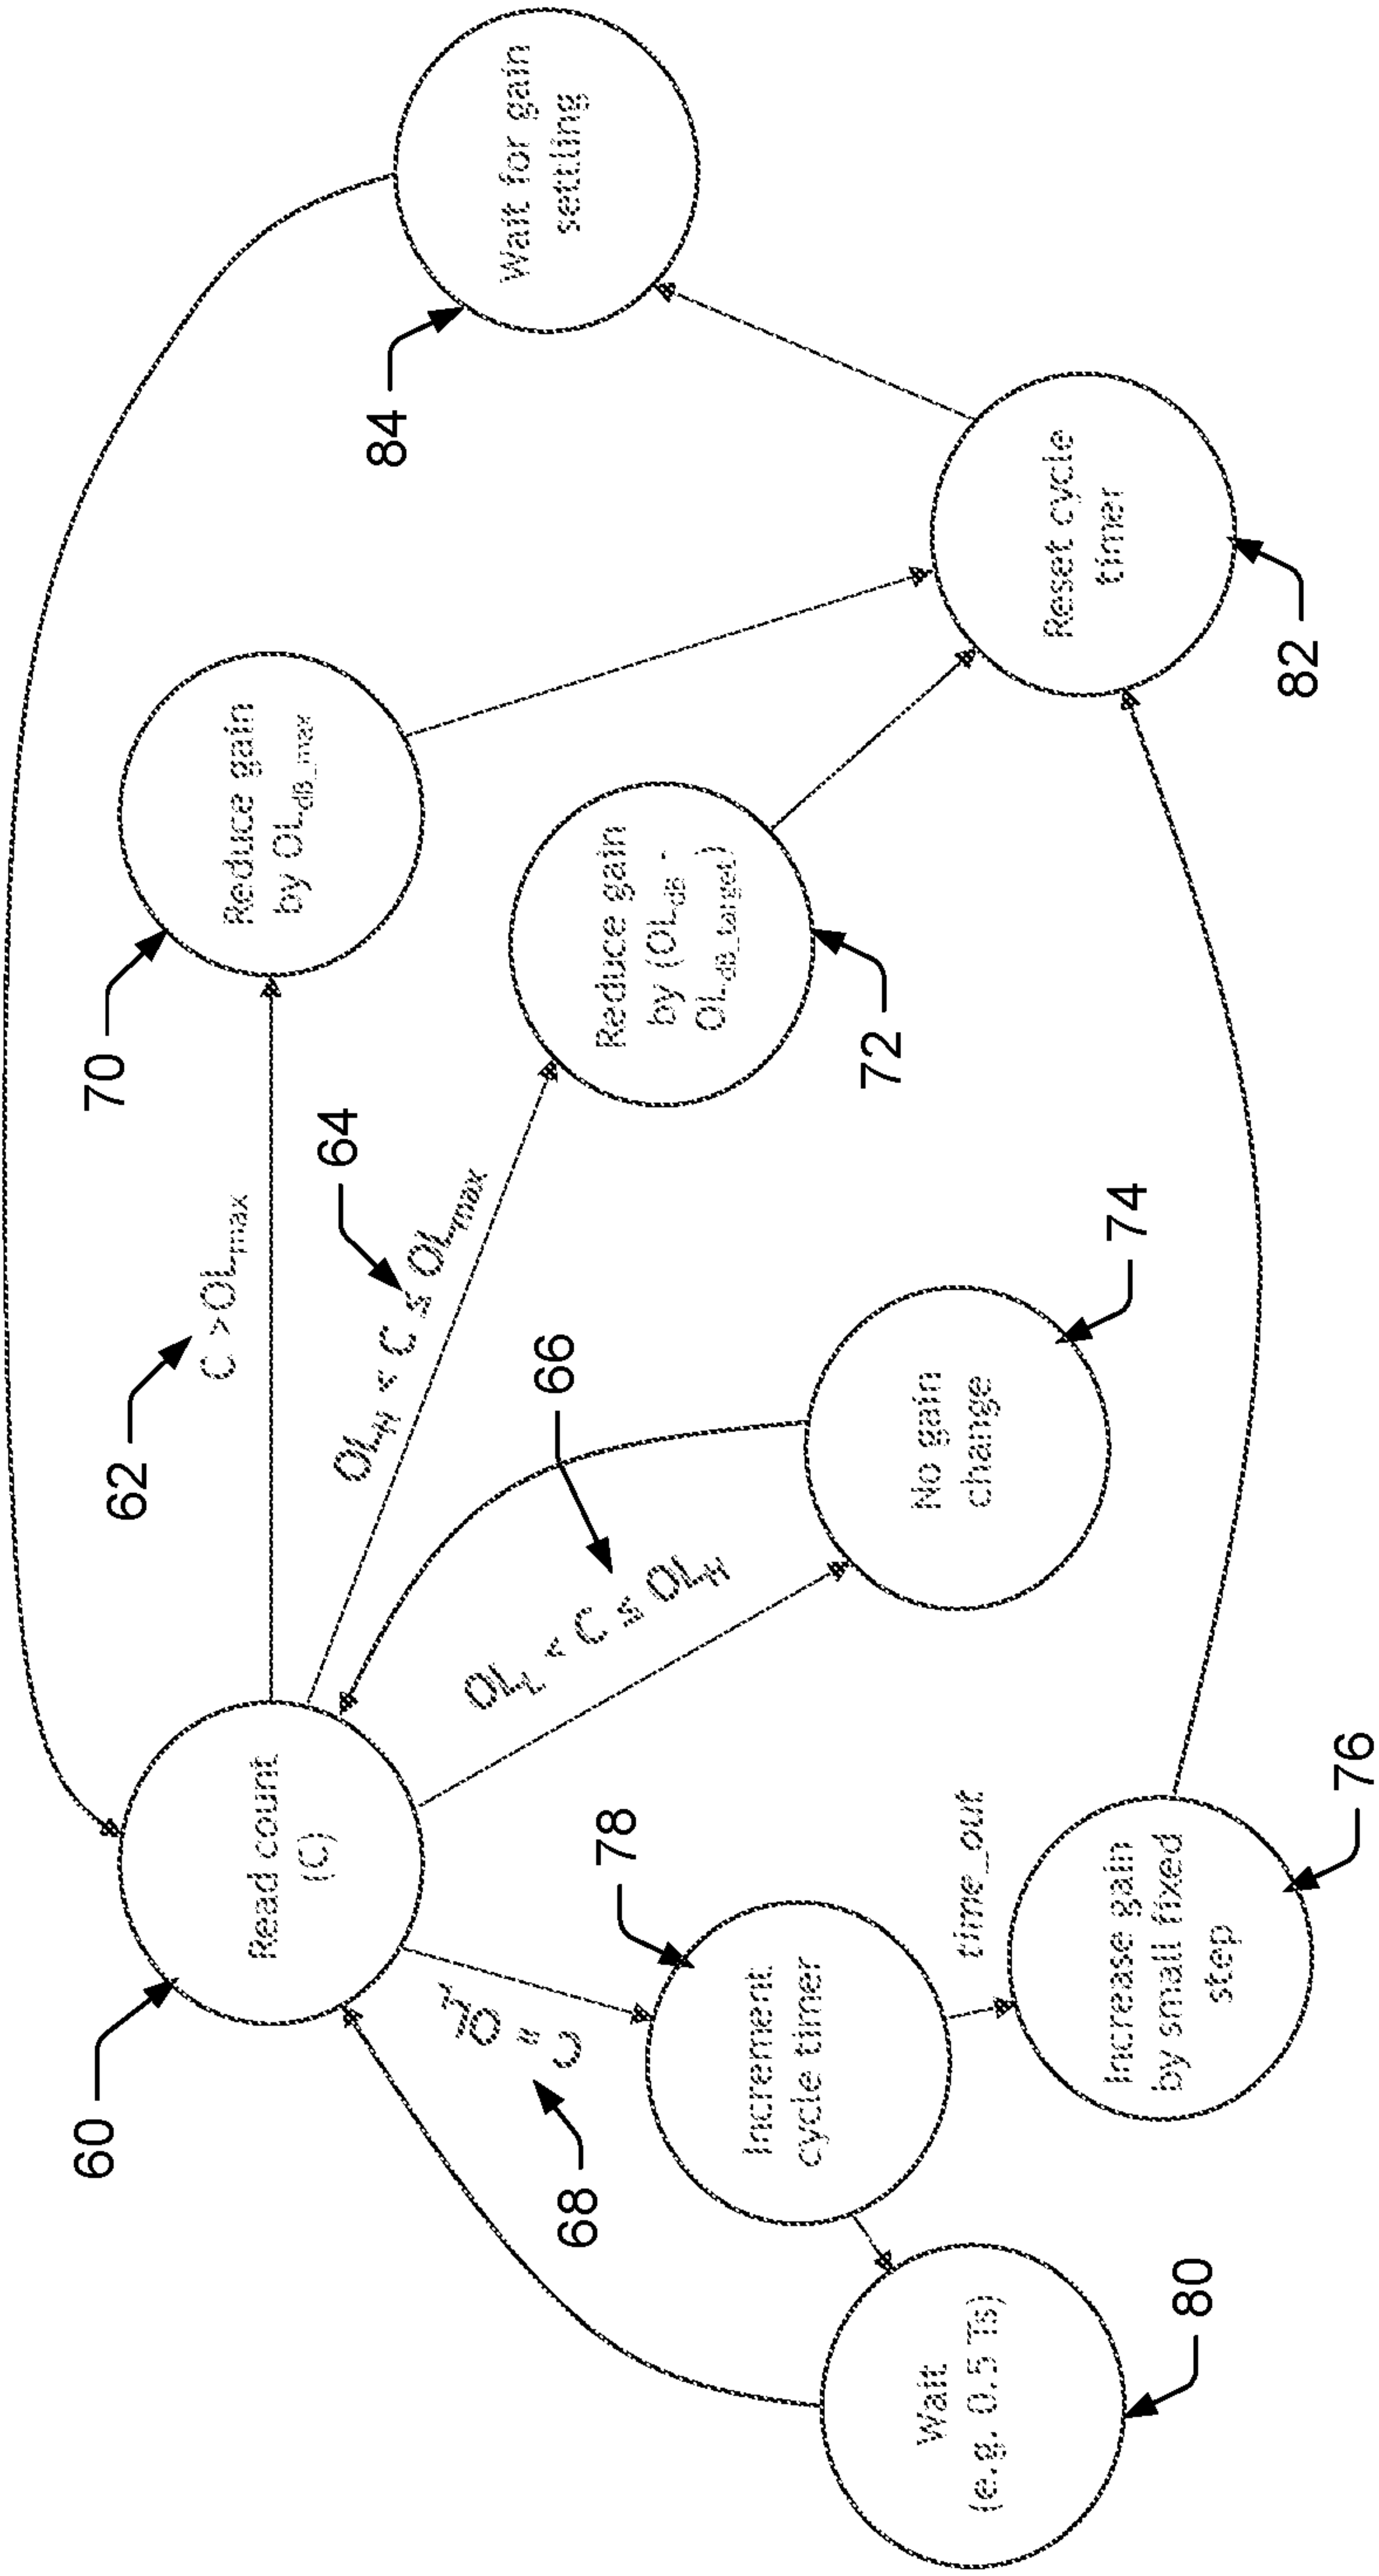 60
62
70
Read count
(C)
C >OLmax
Reduce gain
by OLdB_max
84
64
OLH < C ≤ OLmax
Wait for gain
settling
66
OLL < C ≤ OLH
68
C = OLL
78
Reduce gain
by (OLdB -
OLdB_target)
72
Increment
cycle timer
No gain
change
74
time_out
Wait
(e.g. 0.5 Ts)
80
Increase gain
by small fixed
step
76
Reset cycle
timer
82